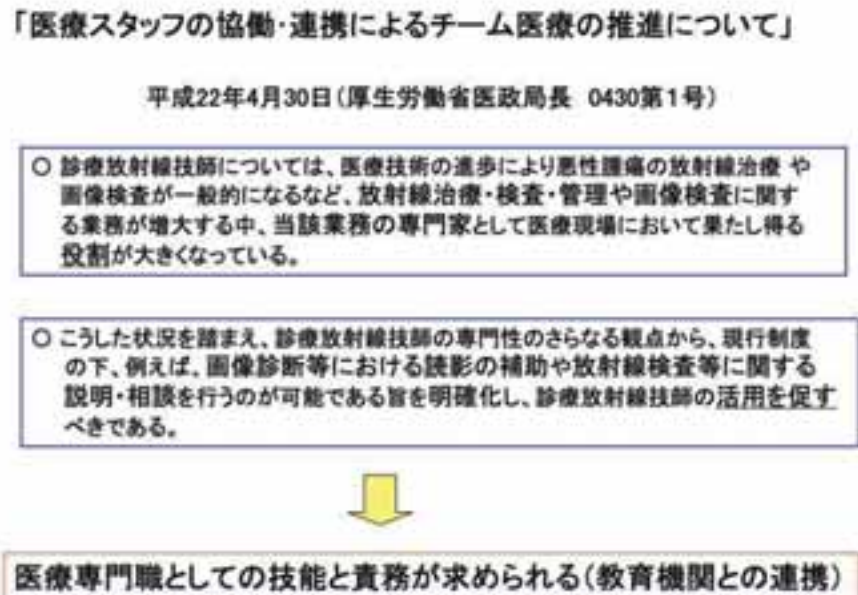 「医療スタッフの協働・連携によるチーム医療の推進について」
平成22年4月30日(厚生労働省医政局長 0430第1号)
○ 診療放射線技師については、医療技術の進歩により悪性腫瘍の放射線治療 や
画像検査が一般的になるなど、放射線治療・検査・管理や画像検査に関す
る業務が増大する中、当該業務の専門家として医療現場において果たし得る
役割が大きくなっている。
○ こうした状況を踏まえ、診療放射線技師の専門性のさらなる観点から、現行制度
の下、例えば、画像診断等における読影の補助や放射線検査等に関する
説明・相談を行うのが可能である旨を明確化し、診療放射線技師の活用を促す
べきである。
医療専門職としての技能と責務が求められる(教育機関との連携)